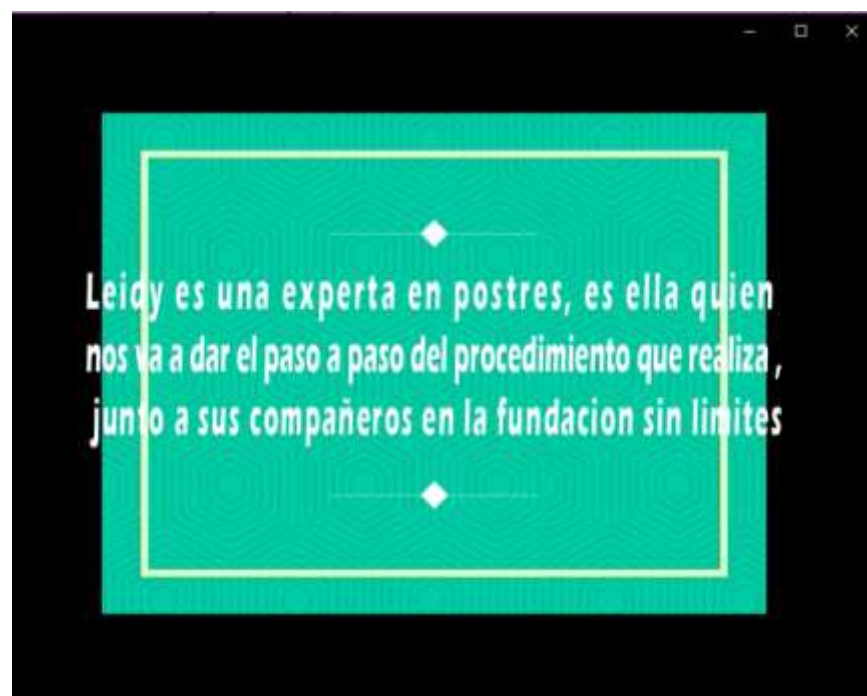 Leidy es una experta en postres, es ella quien
nos va a dar el paso a paso del procedimiento que realiza ,
junto a sus compañeros en la fundacion sin limites